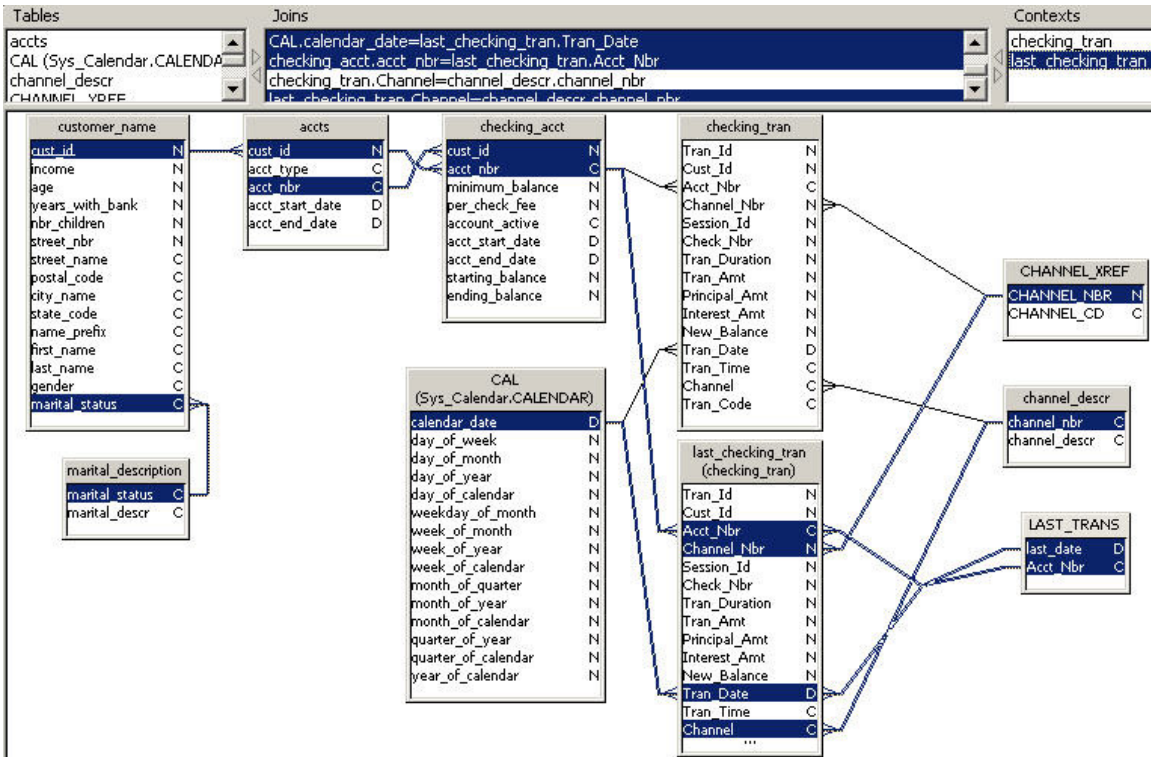 Tables
Joins
Contexts
accts
CAL (Sys_Calendar.CALENDA
channel_descr
CHANNEL_XREF
CAL.calendar_date=last_checking_tran.Tran_Date
checking_acct.acct_nbr=last_checking_tran.Acct_Nbr
checking_tran.Channel=channel_descr.channel_nbr
last_checking_tran.Channel=channel_descr.channel_nbr
checking_tran
last_checking_tran
customer_name
cust_id N
income N
age N
years_with_bank N
nbr_children N
street_nbr N
street_name C
postal_code C
city_name C
state_code C
name_prefix C
first_name C
last_name C
gender C
marital_status C
marital_description
marital_status C
marital_descr C
accts
cust_id N
acct_type C
acct_nbr C
acct_start_date D
acct_end_date D
checking_acct
cust_id N
acct_nbr C
minimum_balance N
per_check_fee N
account_active C
acct_start_date D
acct_end_date D
starting_balance N
ending_balance N
CAL
(Sys_Calendar.CALENDAR)
calendar_date D
day_of_week N
day_of_month N
day_of_year N
day_of_calendar N
weekday_of_month N
week_of_month N
week_of_year N
week_of_calendar N
month_of_quarter N
month_of_year N
month_of_calendar N
quarter_of_year N
quarter_of_calendar N
year_of_calendar N
checking_tran
Tran_Id N
Cust_Id N
Acct_Nbr C
Channel_Nbr N
Session_Id N
Check_Nbr N
Tran_Duration N
Tran_Amt N
Principal_Amt N
Interest_Amt N
New_Balance N
Tran_Date D
Tran_Time C
Channel C
Tran_Code C
last_checking_tran
(checking_tran)
Tran_Id N
Cust_Id N
Acct_Nbr C
Channel_Nbr N
Session_Id N
Check_Nbr N
Tran_Duration N
Tran_Amt N
Principal_Amt N
Interest_Amt N
New_Balance N
Tran_Date D
Tran_Time C
Channel C
...
CHANNEL_XREF
CHANNEL_NBR N
CHANNEL_CD C
channel_descr
channel_nbr C
channel_descr C
LAST_TRANS
last_date D
Acct_Nbr C